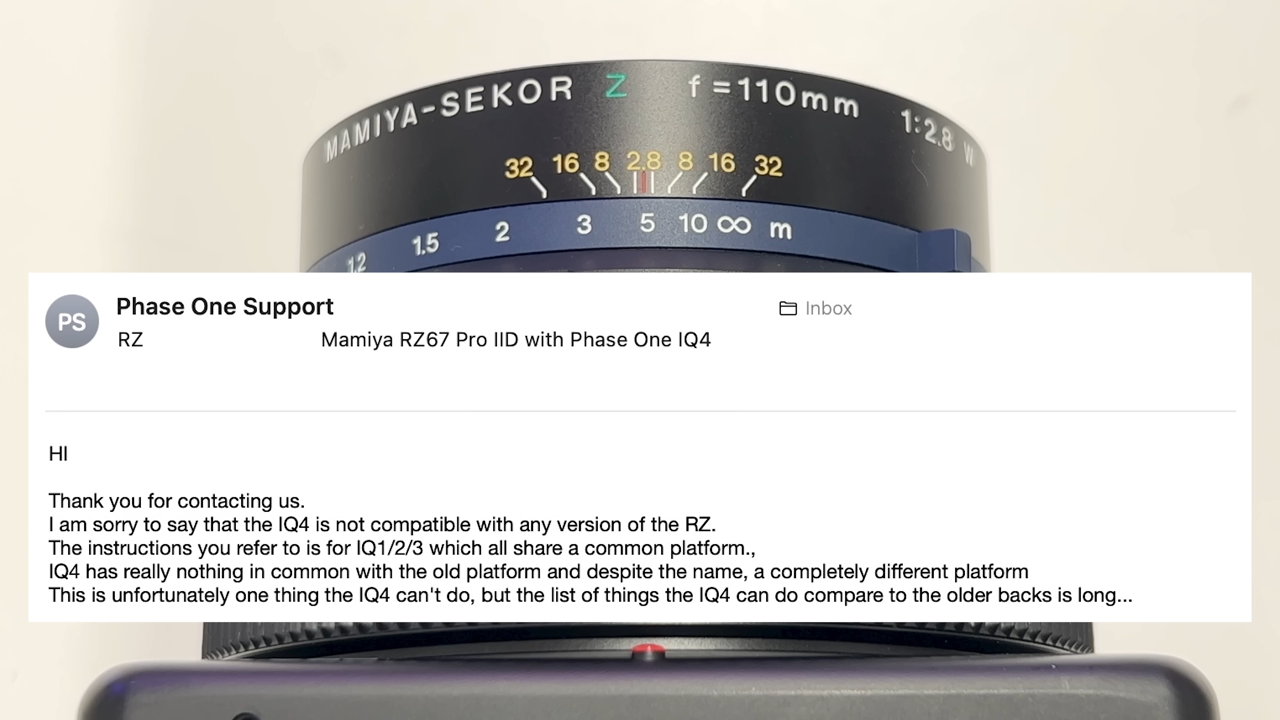 MAMIYA-SEKOR Z f=110mm 1:2.8 W
32 16 8 2.8 8 16 32
1.2 1.5 2 3 5 10 ∞ m
PS Phase One Support Inbox
RZ Mamiya RZ67 Pro IID with Phase One IQ4
HI
Thank you for contacting us.
I am sorry to say that the IQ4 is not compatible with any version of the RZ.
The instructions you refer to is for IQ1/2/3 which all share a common platform.,
IQ4 has really nothing in common with the old platform and despite the name, a completely different platform
This is unfortunately one thing the IQ4 can't do, but the list of things the IQ4 can do compare to the older backs is long...